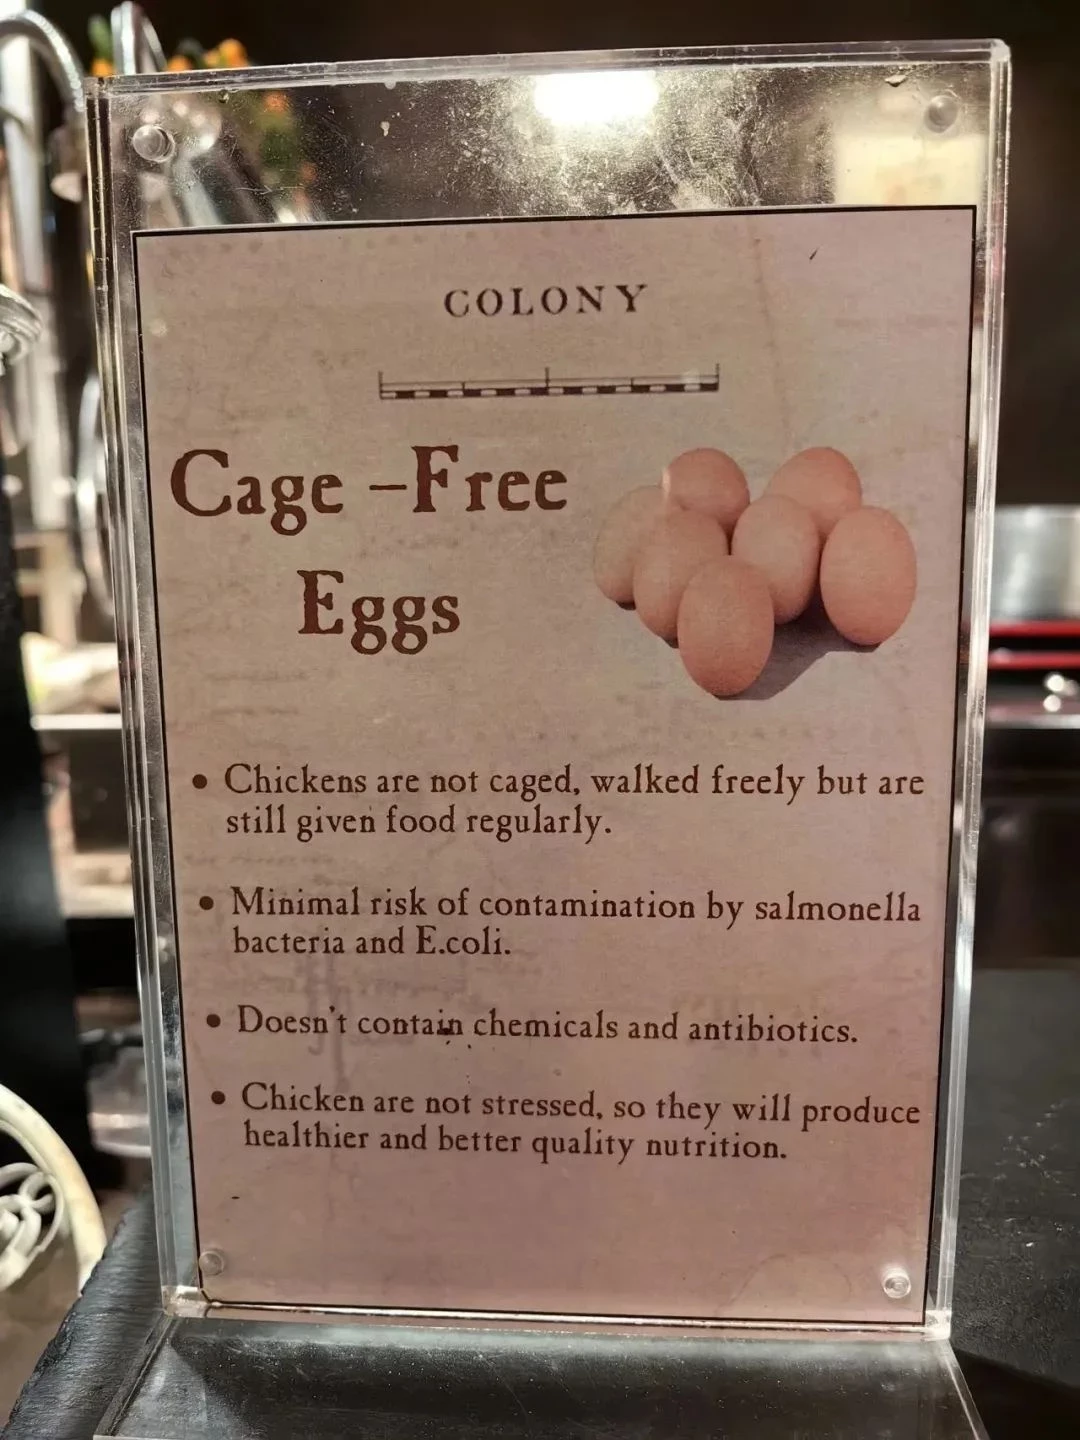 COLONY
Cage -Free
Eggs
• Chickens are not caged, walked freely but are
still given food regularly.
• Minimal risk of contamination by salmonella
bacteria and E.coli.
• Doesn't contain chemicals and antibiotics.
• Chicken are not stressed, so they will produce
healthier and better quality nutrition.
-